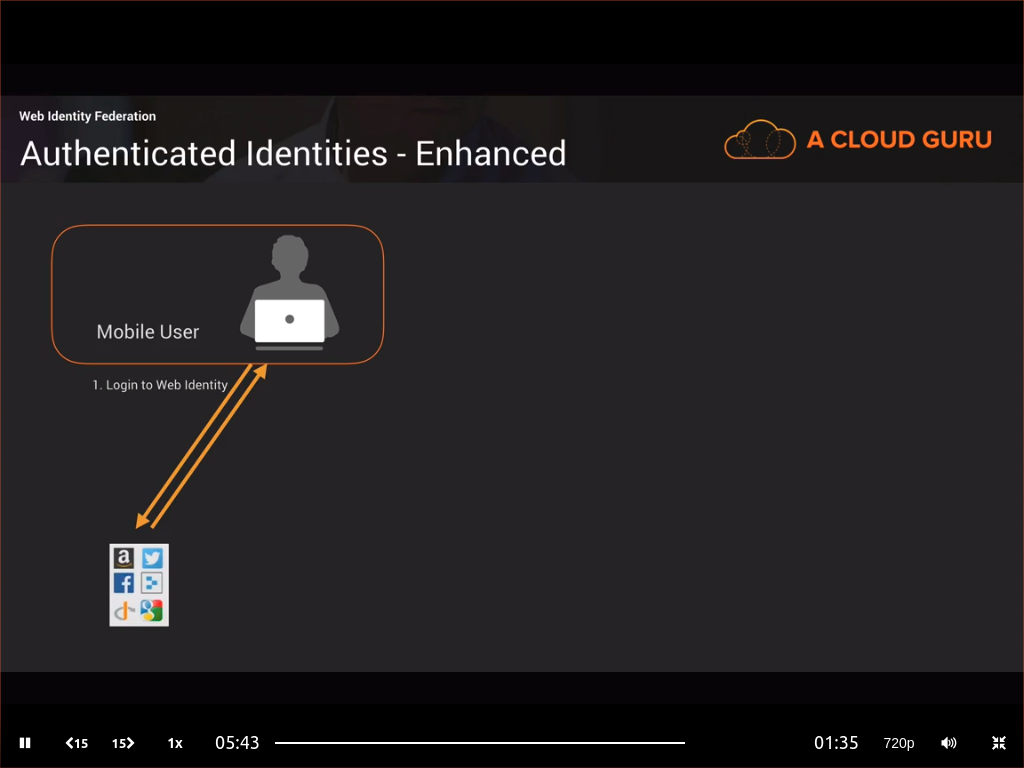 Web Identity Federation
Authenticated Identities - Enhanced
A CLOUD GURU
Mobile User
1. Login to Web Identity
a
f
15
15
1x
05:43
01:35
720p